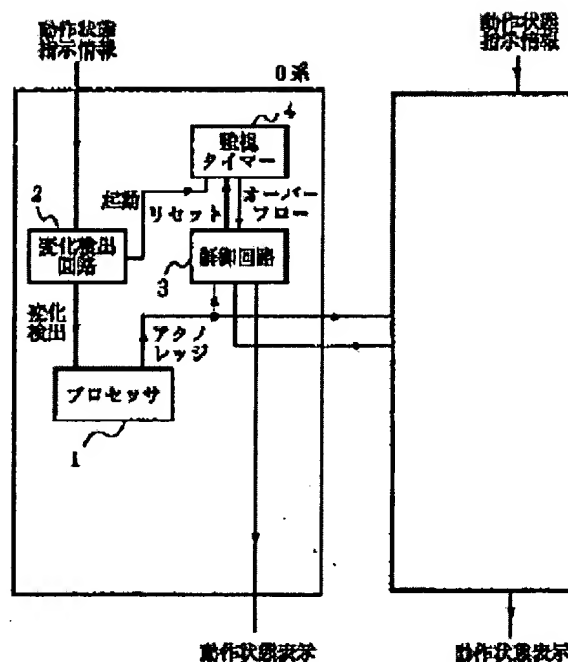 動作状態
指示情報
動作状態
指示情報
0系
4
監視
タイマー
2
起動
リセット
オーバー
フロー
変化検出
回路
制御回路
3
変化
検出
アクノ
レッジ
プロセッサ
1
動作状態表示
動作状態表示